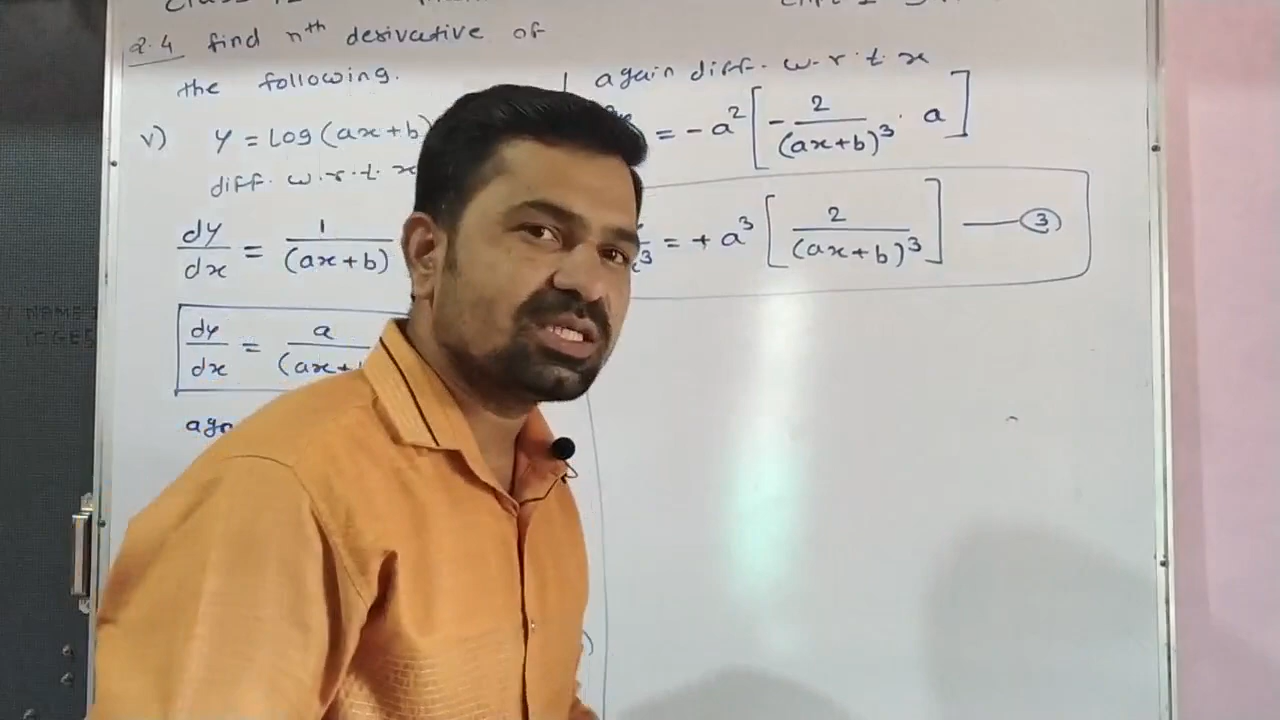 Q.4 find nth derivative of
the following.
v) y = log(ax+b)
diff. w.r.t. x
dy/dx = 1/(ax+b)
dy/dx = a/(ax+
again diff. w.r.t. x
= -a² [ -2/(ax+b)³ · a ]
= + a³ [ 2/(ax+b)³ ] — ③